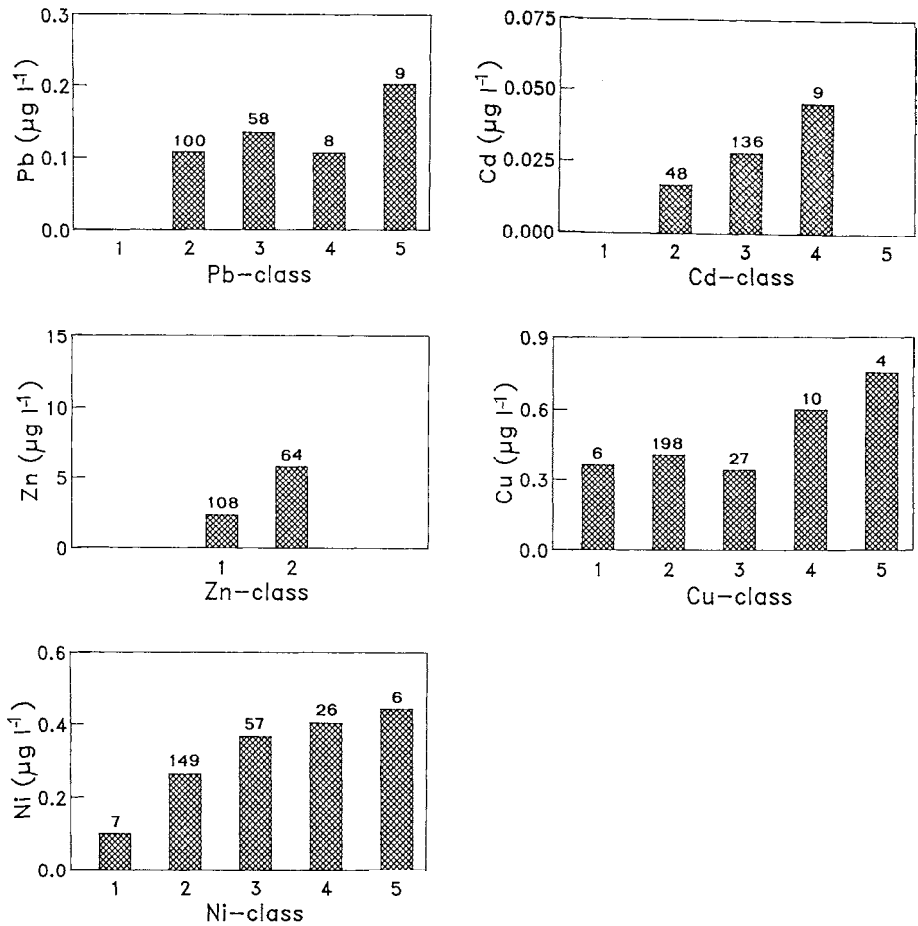 0.3
0.2
0.1
0.0
Pb (μg l⁻¹)
100
58
8
9
1 2 3 4 5
Pb-class
0.075
0.050
0.025
0.000
Cd (μg l⁻¹)
48
136
9
1 2 3 4 5
Cd-class
15
10
5
0
Zn (μg l⁻¹)
108
64
1 2
Zn-class
0.9
0.6
0.3
0.0
Cu (μg l⁻¹)
6
198
27
10
4
1 2 3 4 5
Cu-class
0.6
0.4
0.2
0.0
Ni (μg l⁻¹)
7
149
57
26
6
1 2 3 4 5
Ni-class